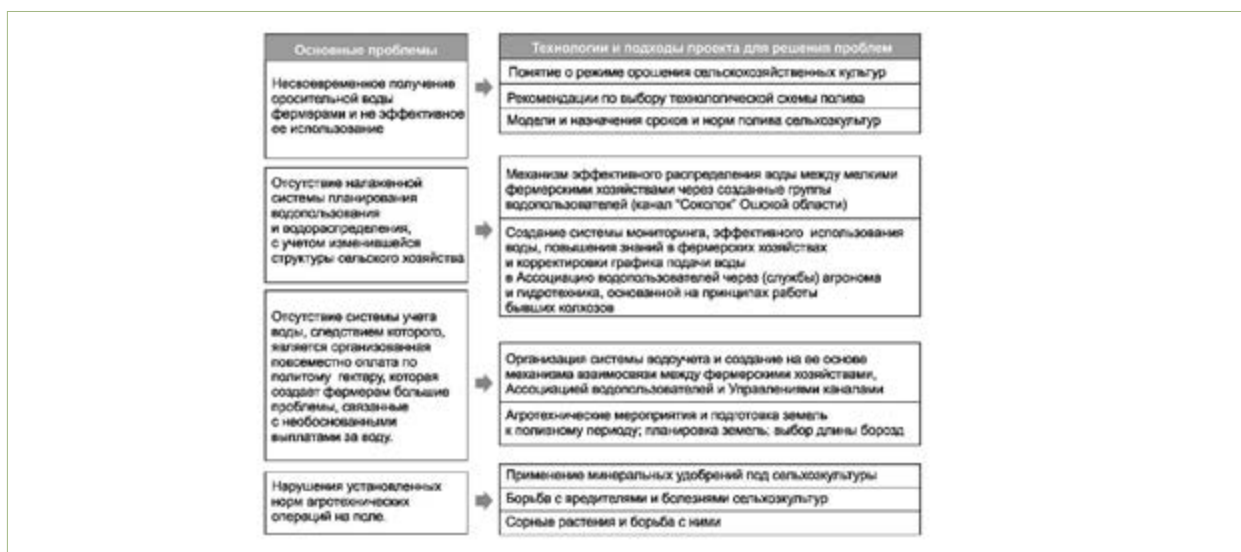 Основные проблемы
Технологии и подходы проекта для решения проблем
Несвоевременное получение
оросительной воды
фермерами и не эффективное
ее использование
Понятие о режиме орошения сельскохозяйственных культур
Рекомендации по выбору технологической схемы полива
Модели и назначения сроков и норм полива сельхозкультур
Отсутствие налаженной
системы планирования
водопользования
и водораспределения,
с учетом изменившейся
структуры сельского хозяйства
Механизм эффективного распределения воды между мелкими
фермерскими хозяйствами через созданные группы
водопользователей (канал "Соколок" Ошской области)
Создание системы мониторинга, эффективного использования
воды, повышения знаний в фермерских хозяйствах
и корректировки графика подачи воды
в Ассоциацию водопользователей через (службы) агронома
и гидротехника, основанной на принципах работы
бывших колхозов
Отсутствие системы учета
воды, следствием которого,
является организованная
повсеместно оплата по
политому гектару, которая
создает фермерам большие
проблемы, связанные
с необоснованными
выплатами за воду.
Организация системы водоучета и создание на ее основе
механизма взаимосвязи между фермерскими хозяйствами,
Ассоциацией водопользователей и Управлениями каналами
Агротехнические мероприятия и подготовка земель
к поливному периоду; планировка земель; выбор длины борозд
Нарушения установленных
норм агротехнических
операций на поле.
Применение минеральных удобрений под сельхозкультуры
Борьба с вредителями и болезнями сельхозкультур
Сорные растения и борьба с ними